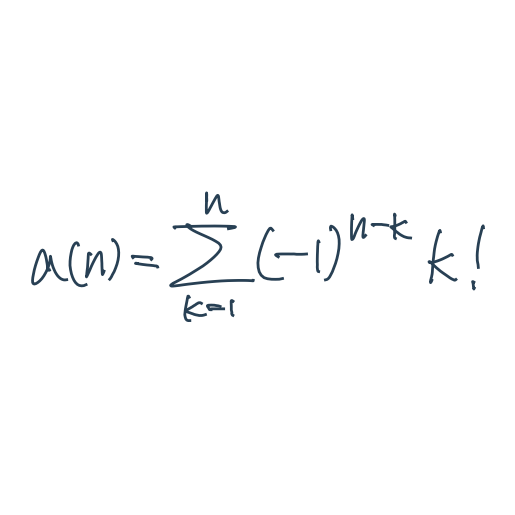 a(n) = \sum_{k=1}^{n} (-1)^{n-k} k!